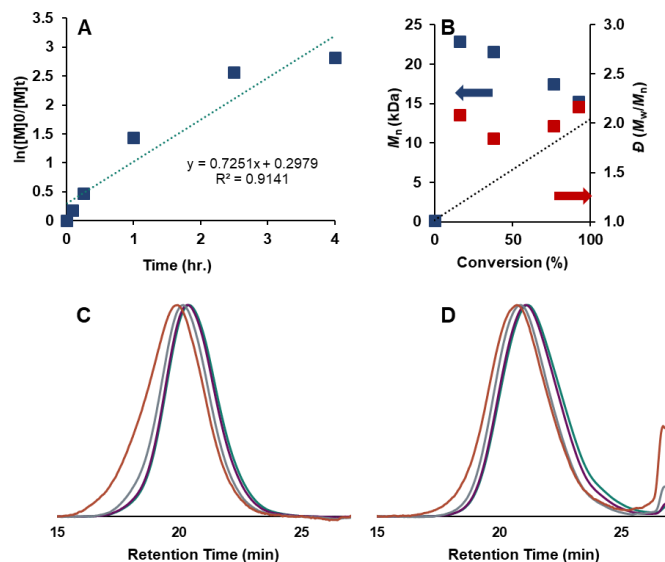 A
ln([M]0/[M]t)
3.5
3
2.5
2
1.5
1
0.5
0
y = 0.7251x + 0.2979
R² = 0.9141
0 1 2 3 4
Time (hr.)
B
Mn (kDa)
25
20
15
10
5
0
3.0
2.5
2.0
1.5
1.0
Đ (Mw/Mn)
0 50 100
Conversion (%)
C
15 20 25
Retention Time (min)
D
15 20 25
Retention Time (min)